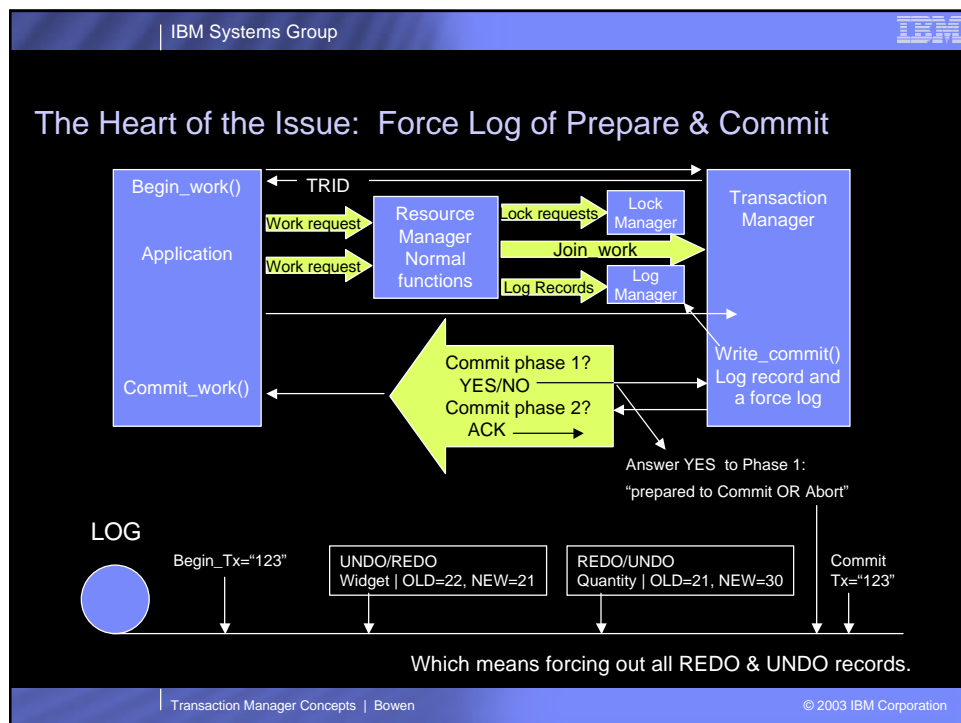 IBM Systems Group
IBM
The Heart of the Issue: Force Log of Prepare & Commit
Begin_work()
Application
Commit_work()
TRID
Work request
Work request
Resource
Manager
Normal
functions
Lock requests
Join_work
Log Records
Lock
Manager
Log
Manager
Transaction
Manager
Write_commit()
Log record and
a force log
Commit phase 1?
YES/NO
Commit phase 2?
ACK
Answer YES to Phase 1:
“prepared to Commit OR Abort”
LOG
Begin_Tx=“123”
UNDO/REDO
Widget | OLD=22, NEW=21
REDO/UNDO
Quantity | OLD=21, NEW=30
Commit
Tx=“123”
Which means forcing out all REDO & UNDO records.
Transaction Manager Concepts | Bowen
© 2003 IBM Corporation